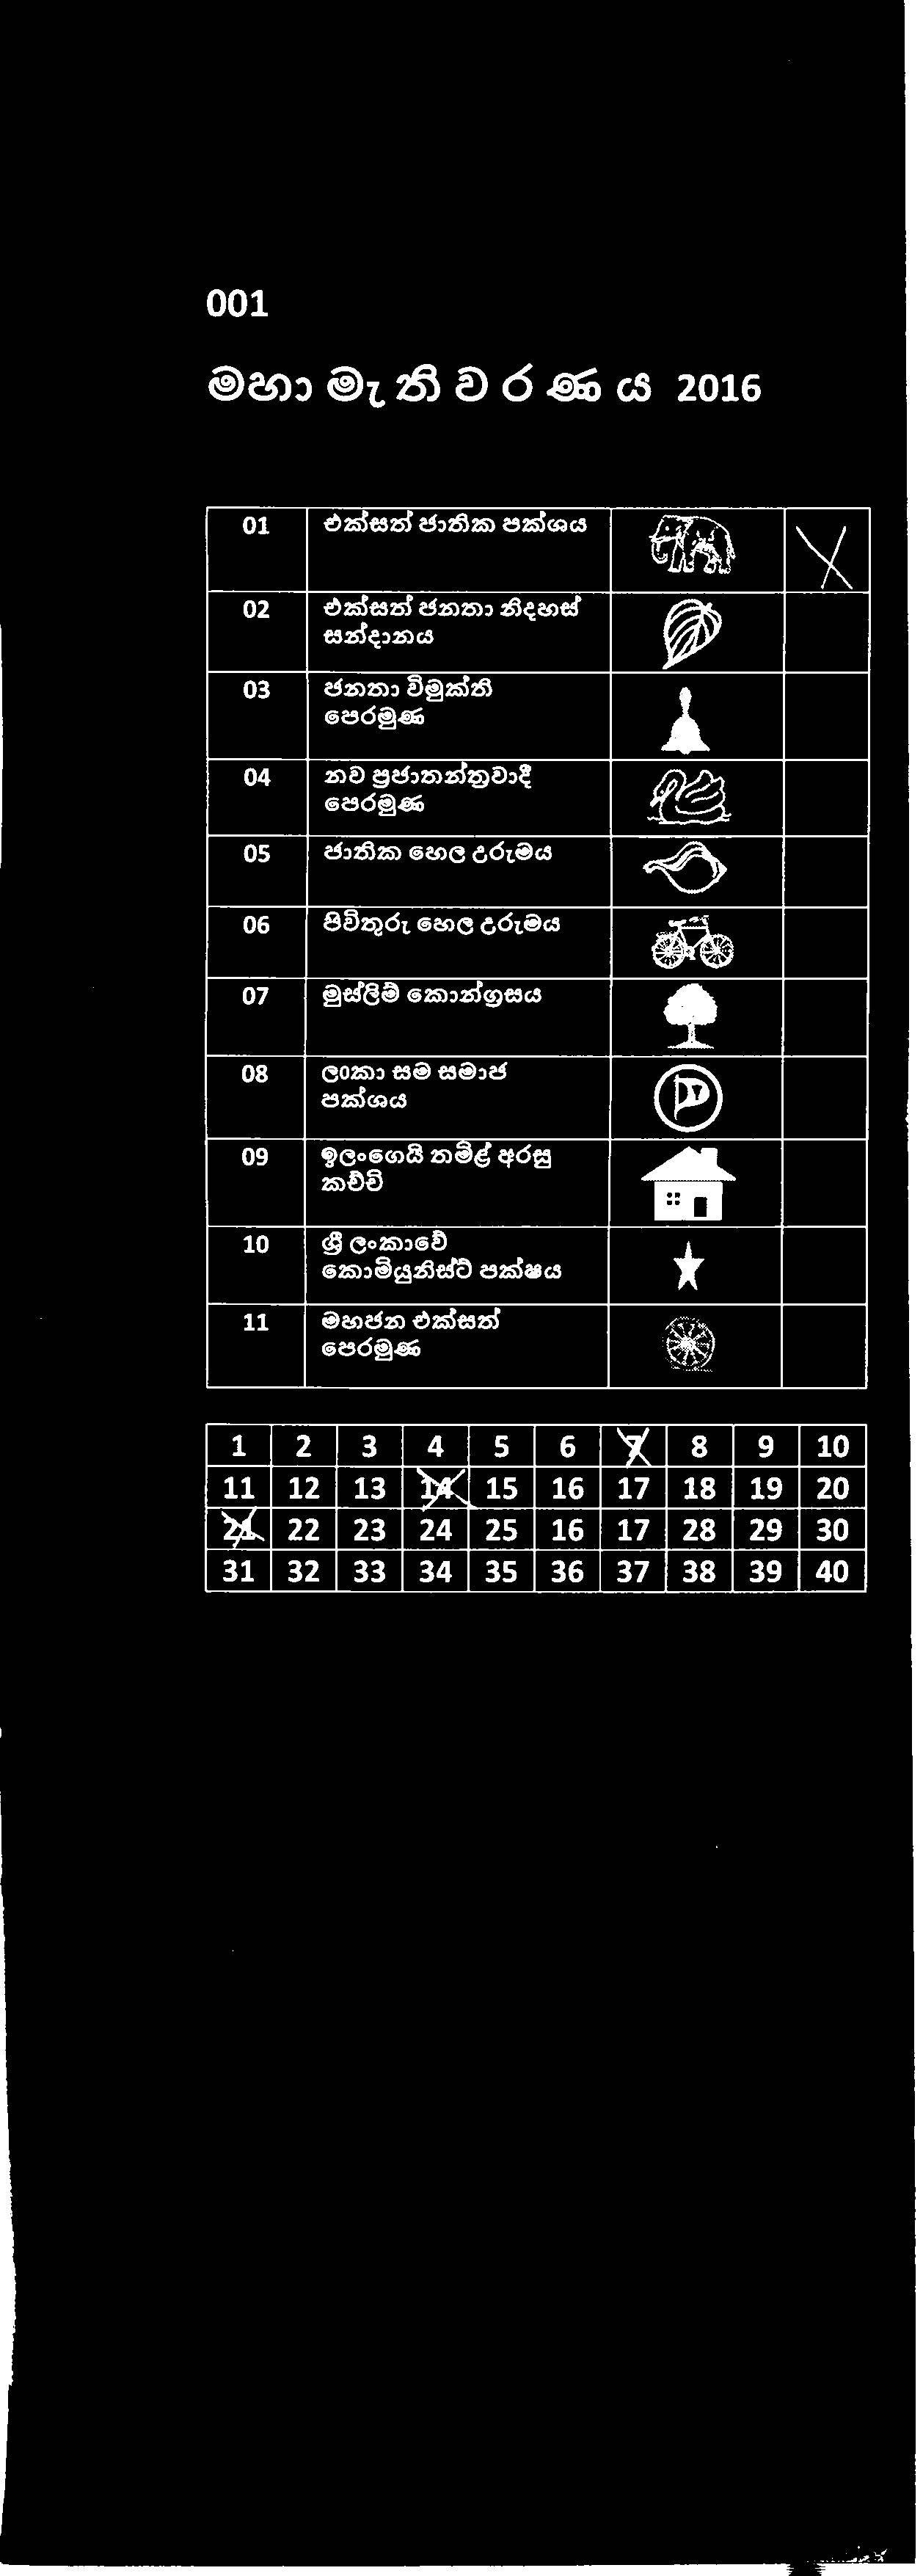 001
මහා මැතිවරණය 2016
01 එක්සත් ජාතික පක්ශය
02 එක්සත් ජනතා නිදහස්
සන්දානය
03 ජනතා විමුක්ති
පෙරමුණ
04 නව ප්‍රජාතන්ත්‍රවාදී
පෙරමුණ
05 ජාතික හෙල උරුමය
06 පිවිතුරු හෙල උරුමය
07 මුස්ලිම් කොන්ග්‍රසය
08 ල0කා සම සමාජ
පක්ශය
09 ඉලංගෙයි තමිළ් අරසු
කච්චි
10 ශ්‍රී ලංකාවේ
කොමියුනිස්ට් පක්ෂය
11 මහජන එක්සත්
පෙරමුණ
1 2 3 4 5 6 7 8 9 10
11 12 13 14 15 16 17 18 19 20
21 22 23 24 25 16 17 28 29 30
31 32 33 34 35 36 37 38 39 40